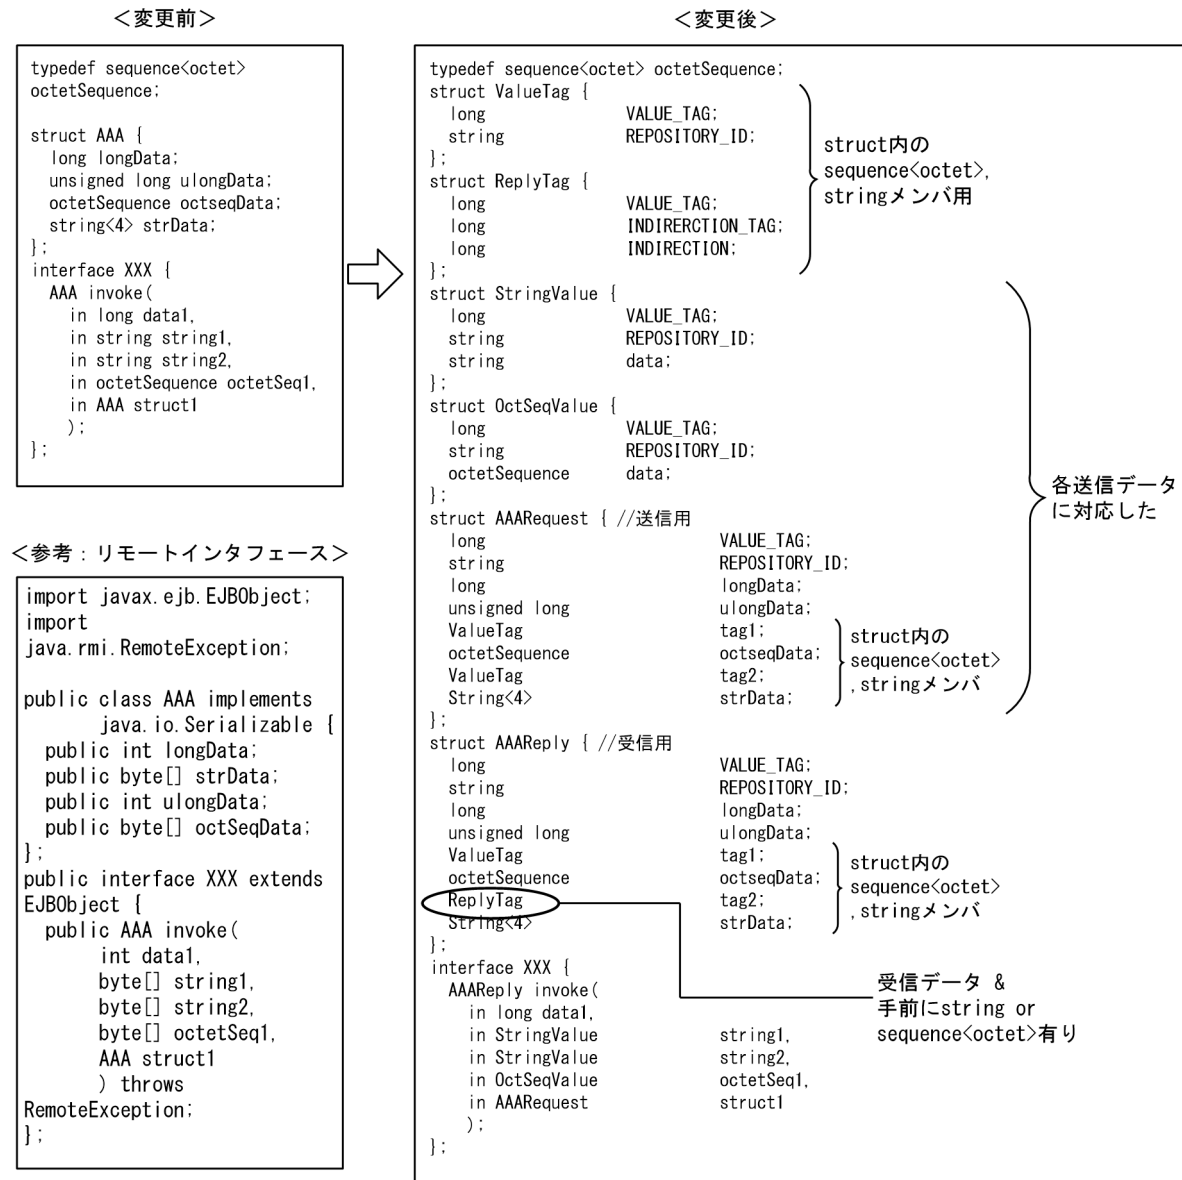 ＜変更前＞
typedef sequence<octet>
octetSequence;
struct AAA {
long longData;
unsigned long ulongData;
octetSequence octseqData;
string<4> strData;
};
interface XXX {
AAA invoke(
in long data1,
in string string1,
in string string2,
in octetSequence octetSeq1,
in AAA struct1
);
};
＜参考：リモートインタフェース＞
import javax.ejb.EJBObject;
import
java.rmi.RemoteException;
public class AAA implements
java.io.Serializable {
public int longData;
public byte[] strData;
public int ulongData;
public byte[] octSeqData;
};
public interface XXX extends
EJBObject {
public AAA invoke(
int data1,
byte[] string1,
byte[] string2,
byte[] octetSeq1,
AAA struct1
) throws
RemoteException;
};
＜変更後＞
typedef sequence<octet> octetSequence;
struct ValueTag {
long VALUE_TAG;
string REPOSITORY_ID;
};
struct ReplyTag {
long VALUE_TAG;
long INDIRERCTION_TAG;
long INDIRECTION;
};
struct内の
sequence<octet>,
stringメンバ用
struct StringValue {
long VALUE_TAG;
string REPOSITORY_ID;
string data;
};
struct OctSeqValue {
long VALUE_TAG;
string REPOSITORY_ID;
octetSequence data;
};
struct AAARequest { //送信用
long VALUE_TAG;
string REPOSITORY_ID;
long longData;
unsigned long ulongData;
ValueTag tag1;
octetSequence octseqData;
ValueTag tag2;
String<4> strData;
};
struct内の
sequence<octet>
,stringメンバ
各送信データ
に対応した
struct AAAReply { //受信用
long VALUE_TAG;
string REPOSITORY_ID;
long longData;
unsigned long ulongData;
ValueTag tag1;
octetSequence octseqData;
ReplyTag tag2;
String<4> strData;
};
struct内の
sequence<octet>
,stringメンバ
interface XXX {
AAAReply invoke(
in long data1,
in StringValue string1,
in StringValue string2,
in OctSeqValue octetSeq1,
in AAARequest struct1
);
};
受信データ &
手前にstring or
sequence<octet>有り